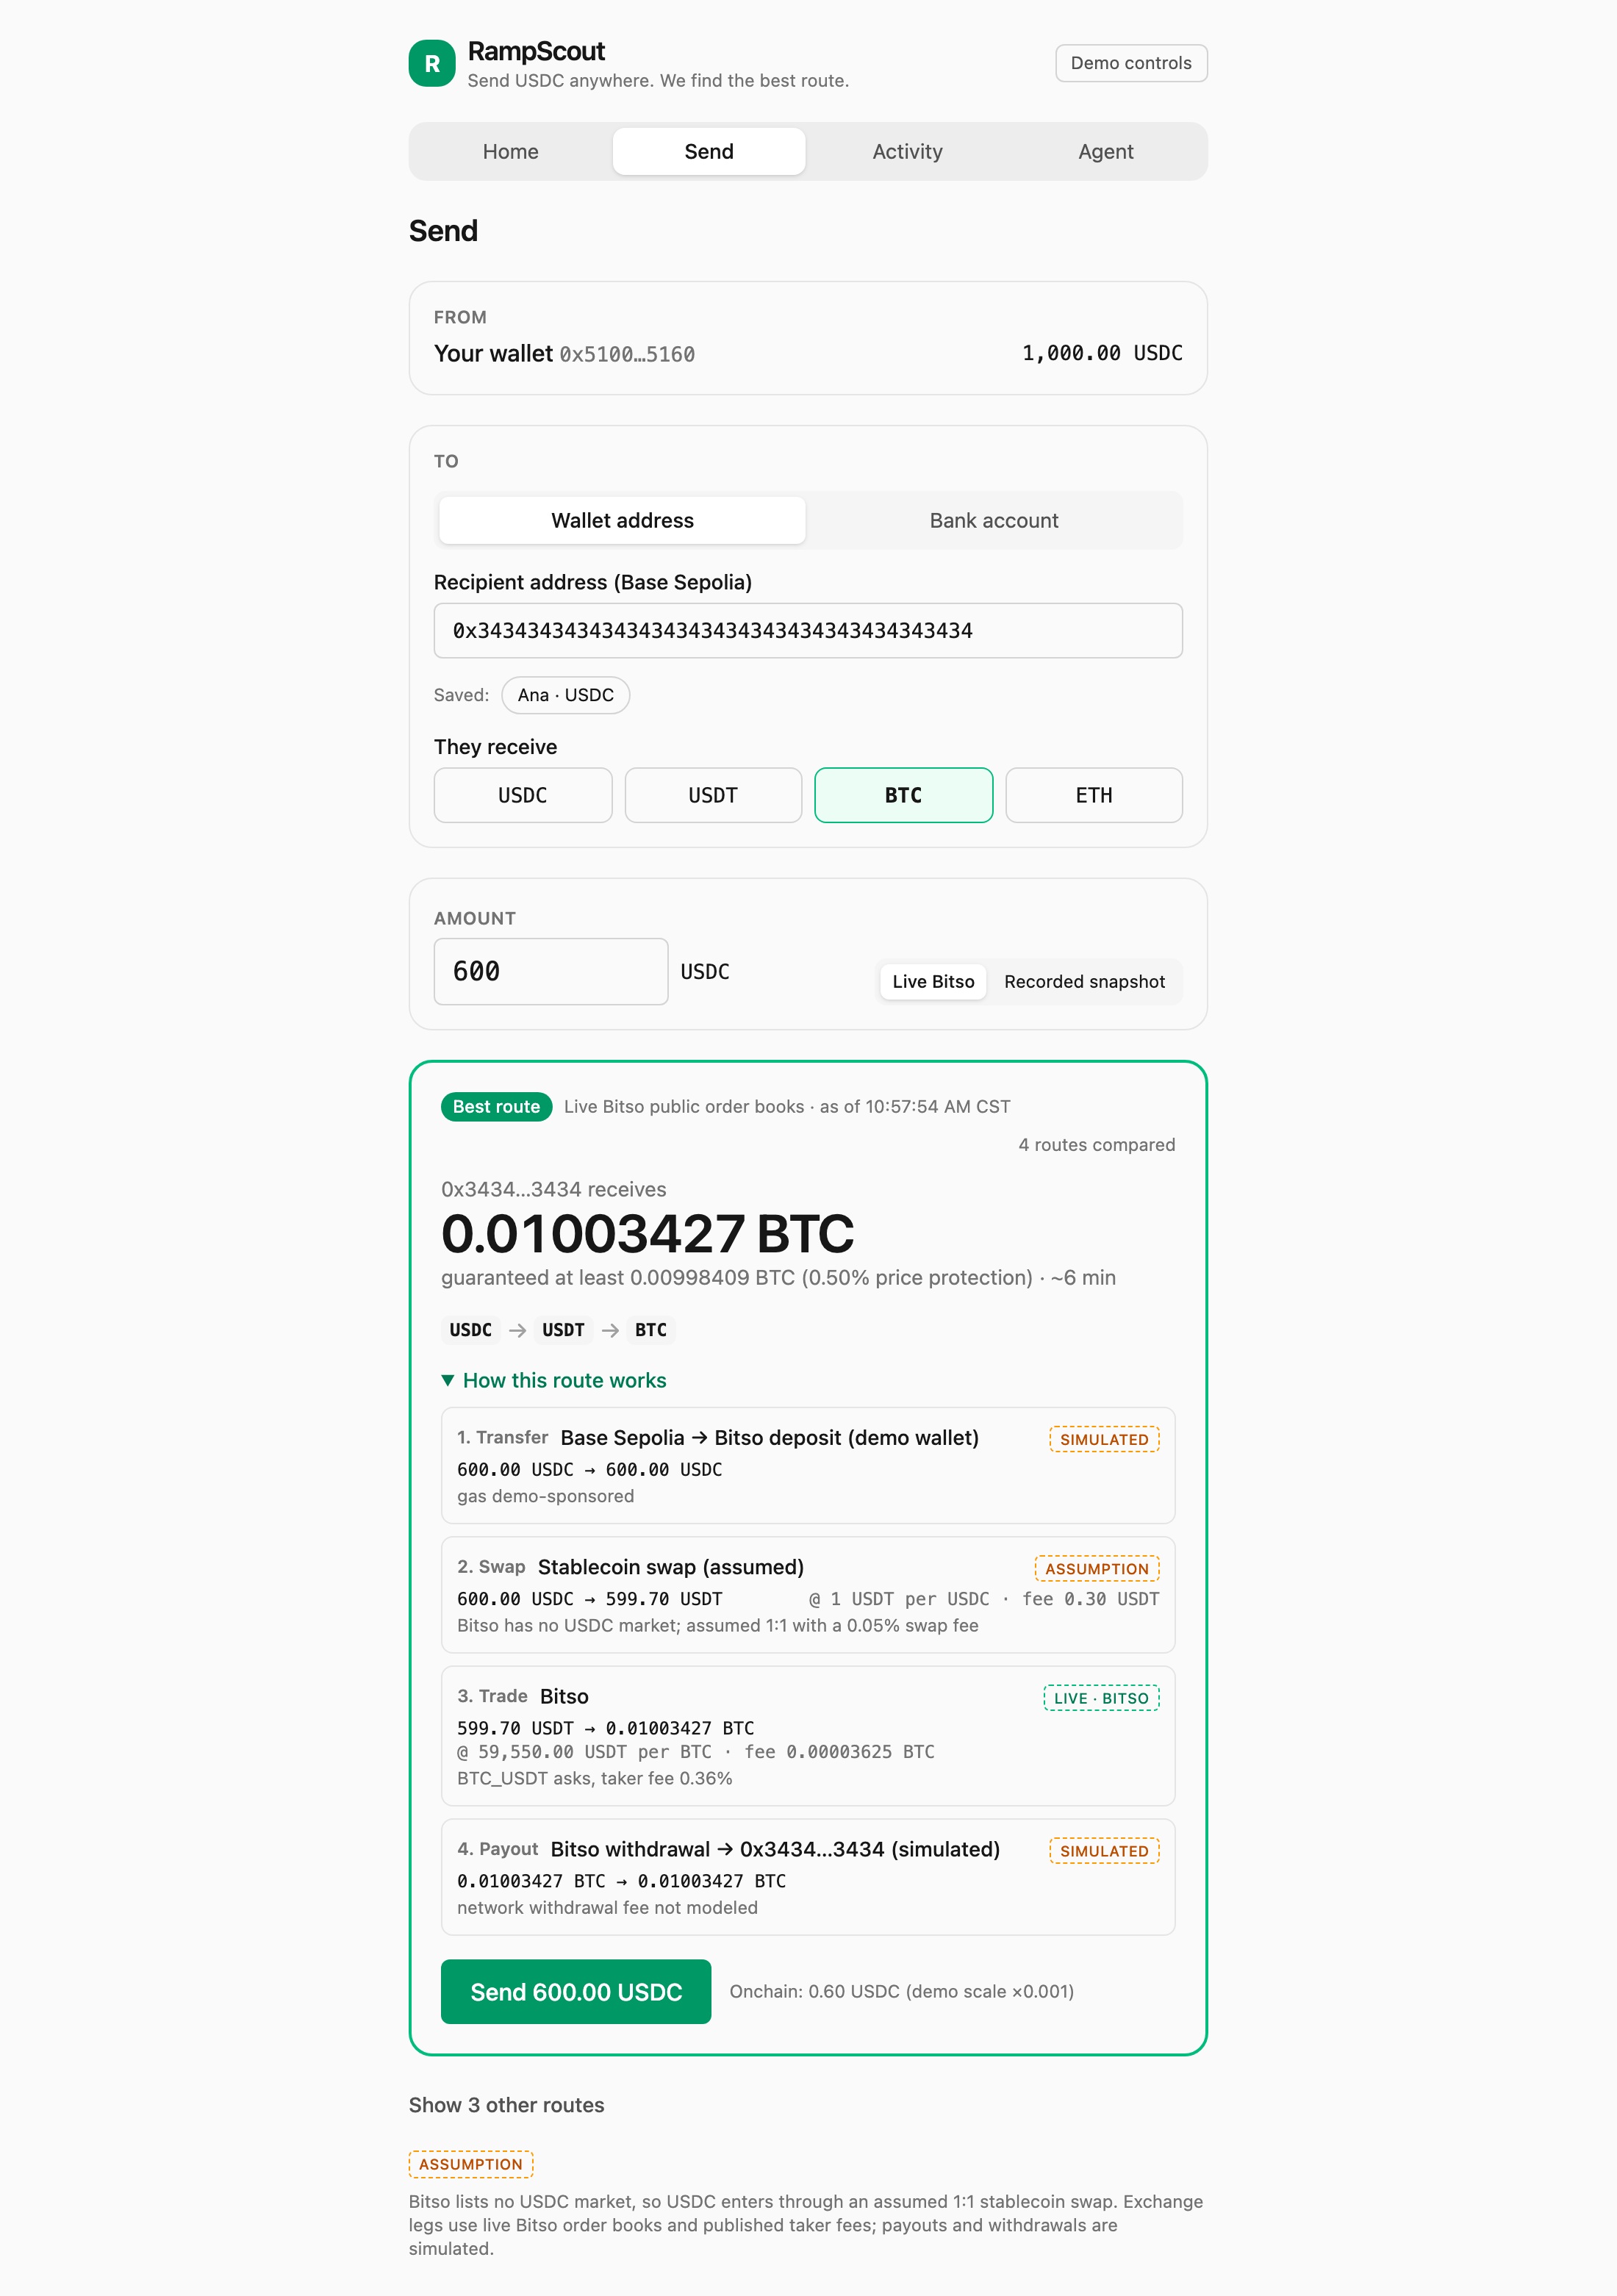 R
RampScout
Send USDC anywhere. We find the best route.
Demo controls
Home
Send
Activity
Agent
Send
FROM
Your wallet 0x5100…5160
1,000.00 USDC
TO
Wallet address
Bank account
Recipient address (Base Sepolia)
0x3434343434343434343434343434343434343434
Saved:
Ana · USDC
They receive
USDC
USDT
BTC
ETH
AMOUNT
600
USDC
Live Bitso
Recorded snapshot
Best route
Live Bitso public order books · as of 10:57:54 AM CST
4 routes compared
0x3434…3434 receives
0.01003427 BTC
guaranteed at least 0.00998409 BTC (0.50% price protection) · ~6 min
USDC → USDT → BTC
▼ How this route works
1. Transfer Base Sepolia → Bitso deposit (demo wallet)
SIMULATED
600.00 USDC → 600.00 USDC
gas demo-sponsored
2. Swap Stablecoin swap (assumed)
ASSUMPTION
600.00 USDC → 599.70 USDT
@ 1 USDT per USDC · fee 0.30 USDT
Bitso has no USDC market; assumed 1:1 with a 0.05% swap fee
3. Trade Bitso
LIVE · BITSO
599.70 USDT → 0.01003427 BTC
@ 59,550.00 USDT per BTC · fee 0.00003625 BTC
BTC_USDT asks, taker fee 0.36%
4. Payout Bitso withdrawal → 0x3434…3434 (simulated)
SIMULATED
0.01003427 BTC → 0.01003427 BTC
network withdrawal fee not modeled
Send 600.00 USDC
Onchain: 0.60 USDC (demo scale ×0.001)
Show 3 other routes
ASSUMPTION
Bitso lists no USDC market, so USDC enters through an assumed 1:1 stablecoin swap. Exchange
legs use live Bitso order books and published taker fees; payouts and withdrawals are
simulated.